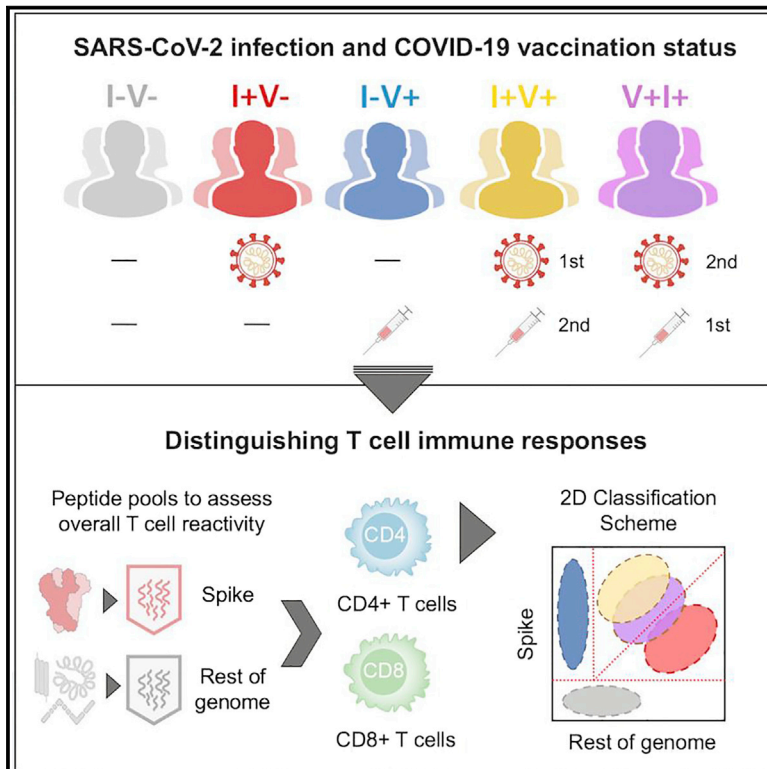 SARS-CoV-2 infection and COVID-19 vaccination status
I-V- I+V- I-V+ I+V+ V+I+
— — 1st 2nd
— — 2nd 1st
Distinguishing T cell immune responses
Peptide pools to assess
overall T cell reactivity
Spike
Rest of
genome
CD4
CD4+ T cells
CD8
CD8+ T cells
2D Classification
Scheme
Spike
Rest of genome